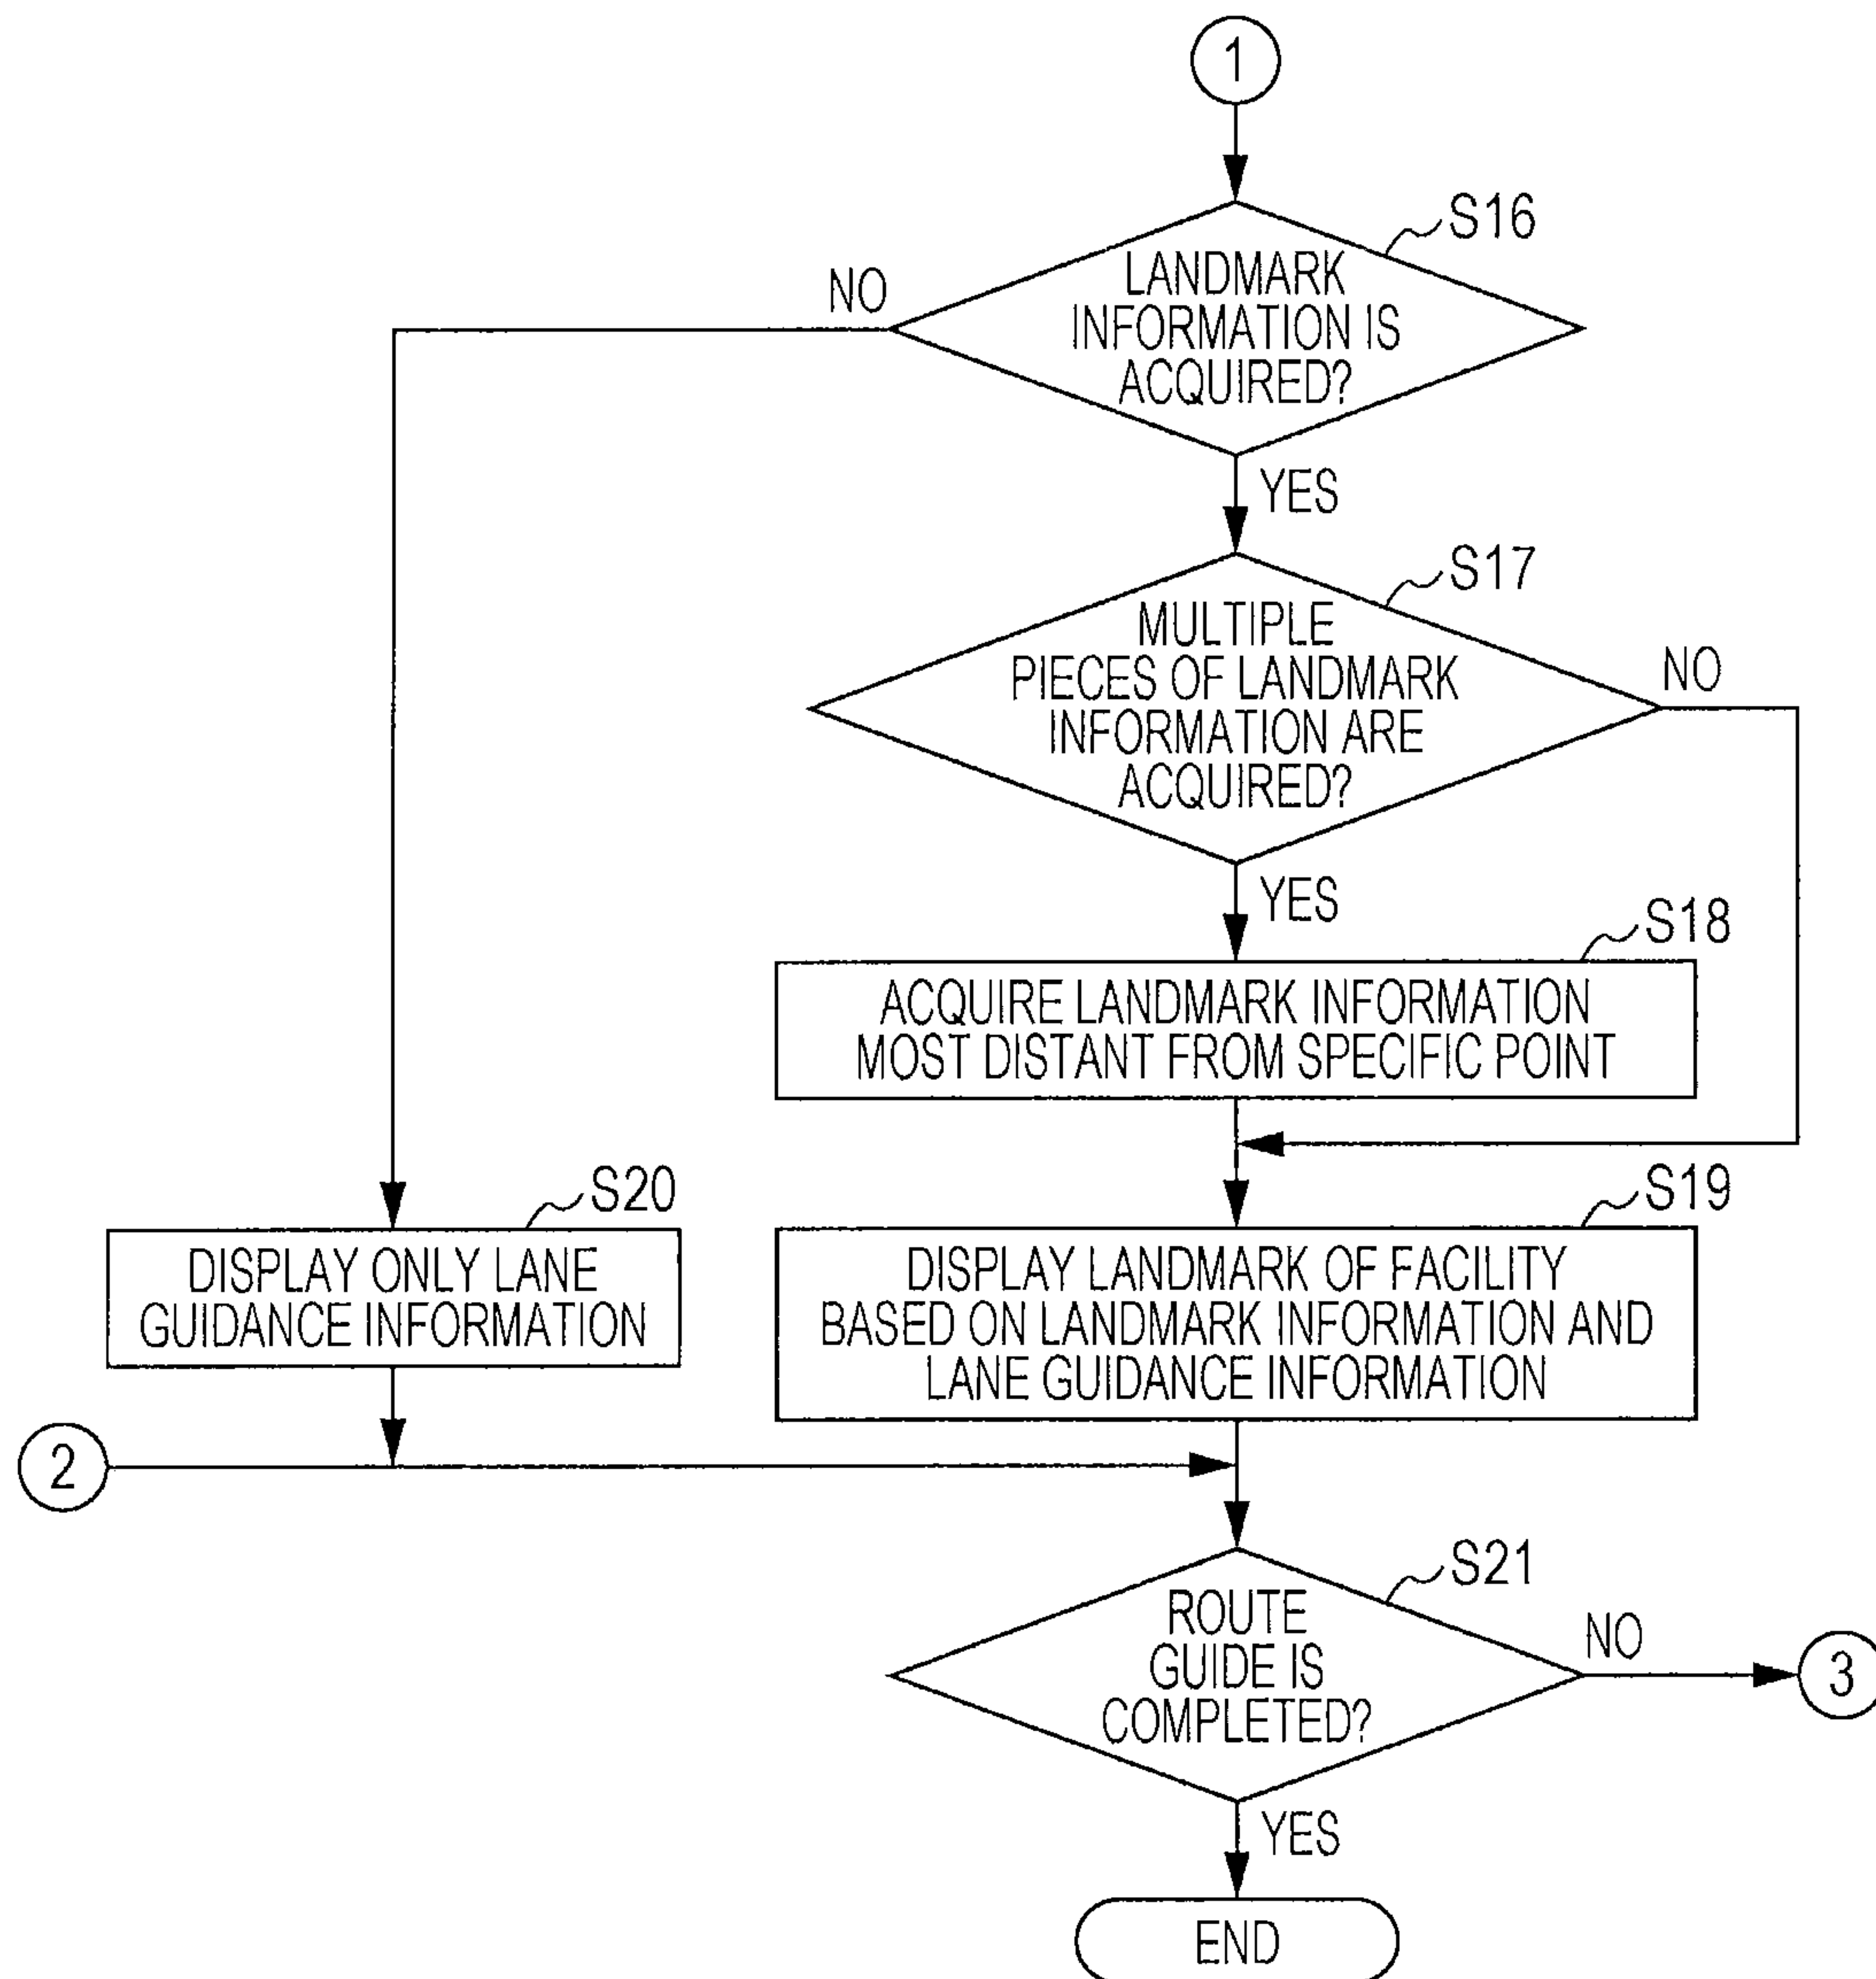 1
S16
LANDMARK
INFORMATION IS
ACQUIRED?
NO
YES
S17
MULTIPLE
PIECES OF LANDMARK
INFORMATION ARE
ACQUIRED?
NO
YES
S18
ACQUIRE LANDMARK INFORMATION
MOST DISTANT FROM SPECIFIC POINT
S20
DISPLAY ONLY LANE
GUIDANCE INFORMATION
S19
DISPLAY LANDMARK OF FACILITY
BASED ON LANDMARK INFORMATION AND
LANE GUIDANCE INFORMATION
2
S21
ROUTE
GUIDE IS
COMPLETED?
NO
3
YES
END